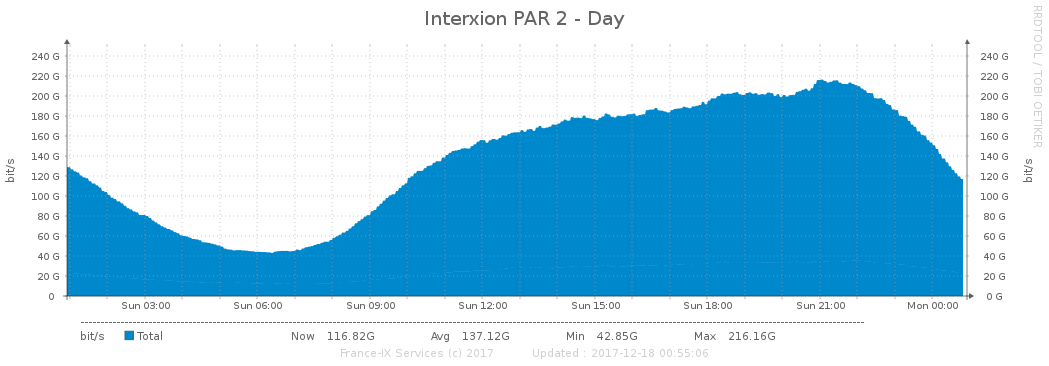 Interxion PAR 2 - Day
RRDTOOL / TOBI OETIKER
240 G 240 G
220 G 220 G
200 G 200 G
180 G 180 G
160 G 160 G
140 G 140 G
120 G 120 G
100 G 100 G
80 G 80 G
60 G 60 G
40 G 40 G
20 G 20 G
0 0 G
bit/s
bit/s
Sun 03:00 Sun 06:00 Sun 09:00 Sun 12:00 Sun 15:00 Sun 18:00 Sun 21:00 Mon 00:00
bit/s Total Now 116.82G Avg 137.12G Min 42.85G Max 216.16G
France-IX Services (c) 2017 Updated : 2017-12-18 00:55:06